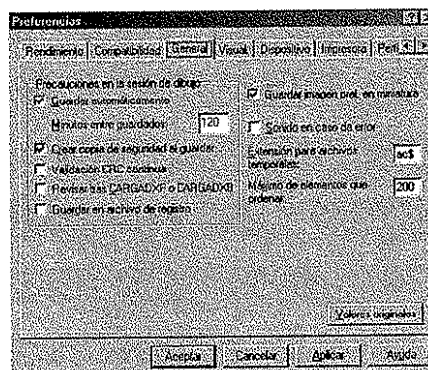 Preferencias
Rendimiento Compatibilidad General Visual Dispositivo Impresora Perfi
Precauciones en la sesión de dibujo
Guardar automáticamente
Minutos entre guardados: 120
Crear copia de seguridad al guardar
Validación CRC continua
Revisar tras CARGADXF o CARGADXB
Guardar en archivo de registro
Guardar imagen prel. en miniatura
Sonido en caso de error
Extensión para archivos
temporales: ac$
Máximo de elementos que
ordenar: 200
Valores originales
Aceptar Cancelar Aplicar Ayuda